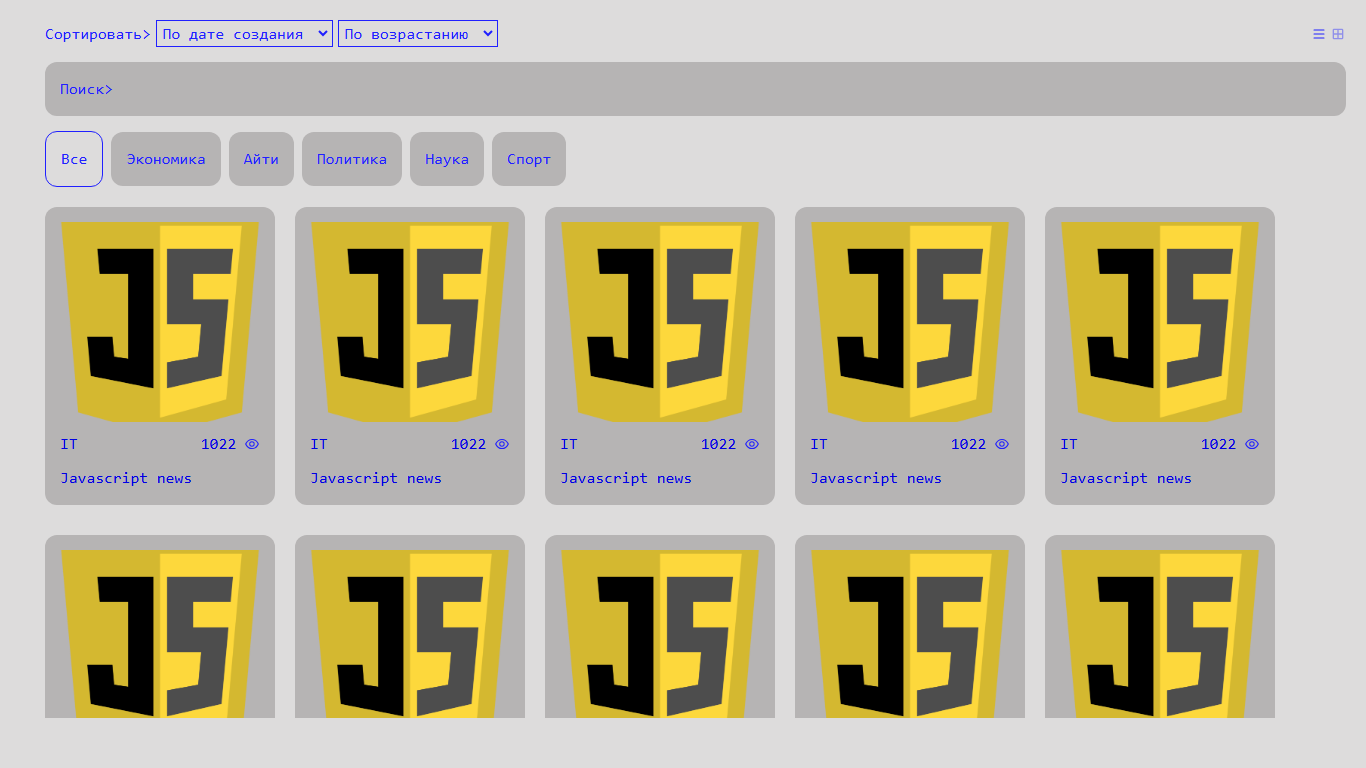 Сортировать> По дате создания По возрастанию
Поиск>
Все Экономика Айти Политика Наука Спорт
JS JS JS JS JS
IT 1022 IT 1022 IT 1022 IT 1022 IT 1022
Javascript news Javascript news Javascript news Javascript news Javascript news
JS JS JS JS JS